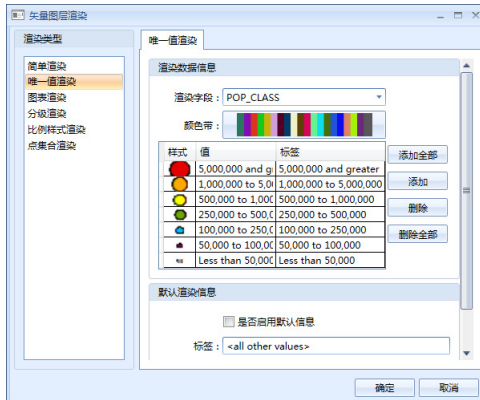 矢量图层渲染
渲染类型
简单渲染
唯一值渲染
图表渲染
分级渲染
比例样式渲染
点集合渲染
唯一值渲染
渲染数据信息
渲染字段： POP_CLASS
颜色带：
样式 值 标签
5,000,000 and g 5,000,000 and greater
1,000,000 to 5,0 1,000,000 to 5,000,000
500,000 to 1,000 500,000 to 1,000,000
250,000 to 500,0 250,000 to 500,000
100,000 to 250,0 100,000 to 250,000
50,000 to 100,00 50,000 to 100,000
Less than 50,000 Less than 50,000
添加全部
添加
删除
删除全部
默认渲染信息
是否启用默认信息
标签： <all other values>
确定 取消